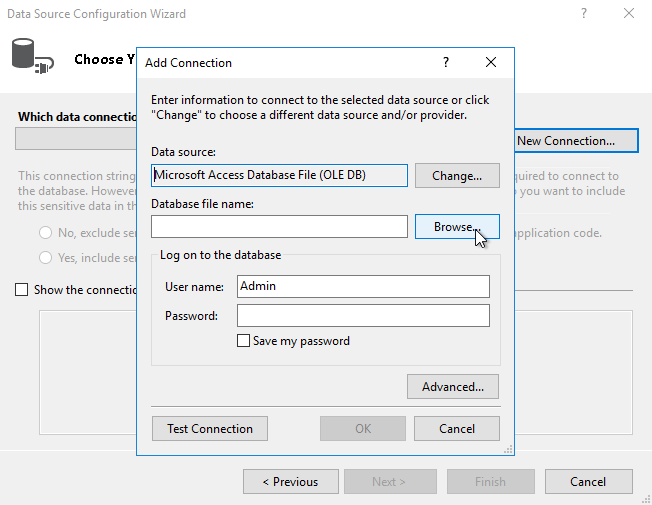 Data Source Configuration Wizard
Choose Y
Add Connection
Enter information to connect to the selected data source or click
"Change" to choose a different data source and/or provider.
Which data connection
New Connection...
Data source:
Microsoft Access Database File (OLE DB)
Change...
This connection string
quired to connect to
the database. However
you want to include
this sensitive data in th
Database file name:
Browse...
No, exclude sen
pplication code.
Yes, include sen
Log on to the database
User name:
Admin
Show the connectio
Password:
Save my password
Advanced...
Test Connection
OK
Cancel
< Previous
Next >
Finish
Cancel